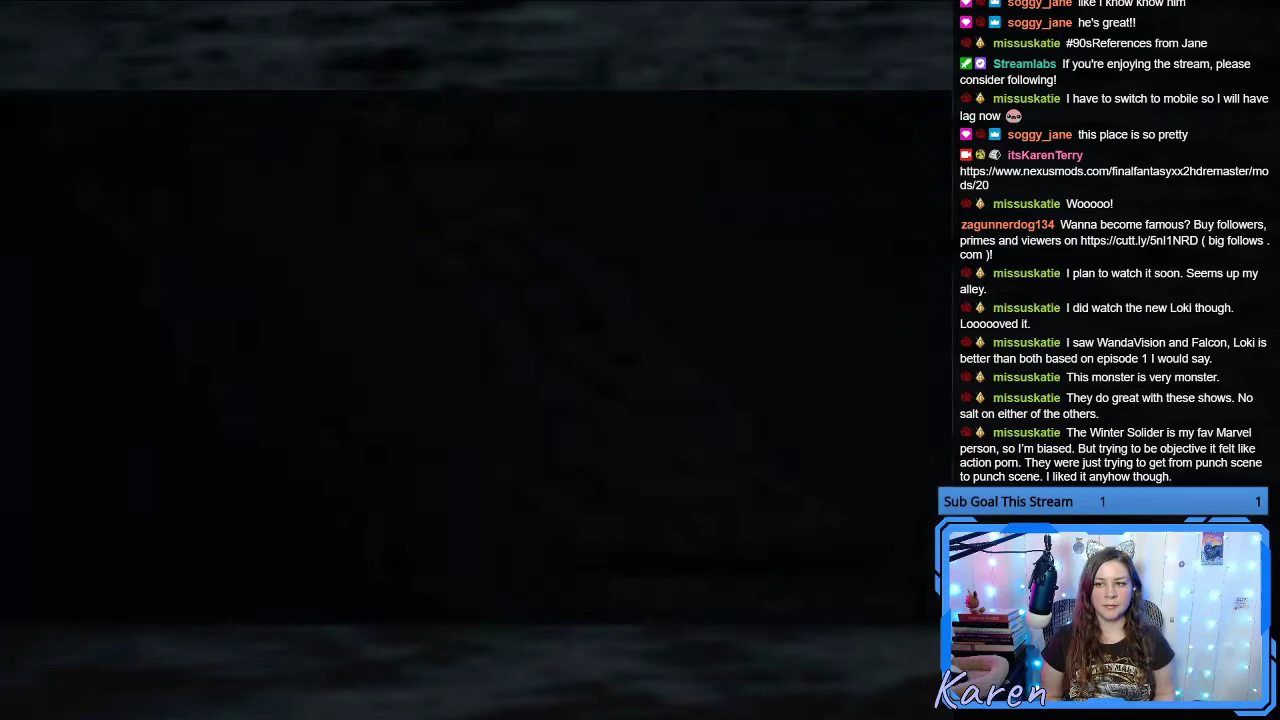 soggy_jane like I know know him
soggy_jane he's great!!
missuskatie #90sReferences from Jane
Streamlabs If you're enjoying the stream, please
consider following!
missuskatie I have to switch to mobile so I will have
lag now
soggy_jane this place is so pretty
itsKarenTerry
https://www.nexusmods.com/finalfantasyxx2hdremaster/mo
ds/20
missuskatie Wooooo!
zagunnerdog134 Wanna become famous? Buy followers,
primes and viewers on https://cutt.ly/5nI1NRD ( big follows .
com )!
missuskatie I plan to watch it soon. Seems up my
alley.
missuskatie I did watch the new Loki though.
Loooooved it.
missuskatie I saw WandaVision and Falcon, Loki is
better than both based on episode 1 I would say.
missuskatie This monster is very monster.
missuskatie They do great with these shows. No
salt on either of the others.
missuskatie The Winter Solider is my fav Marvel
person, so I'm biased. But trying to be objective it felt like
action porn. They were just trying to get from punch scene
to punch scene. I liked it anyhow though.
Sub Goal This Stream 1 1
Karen